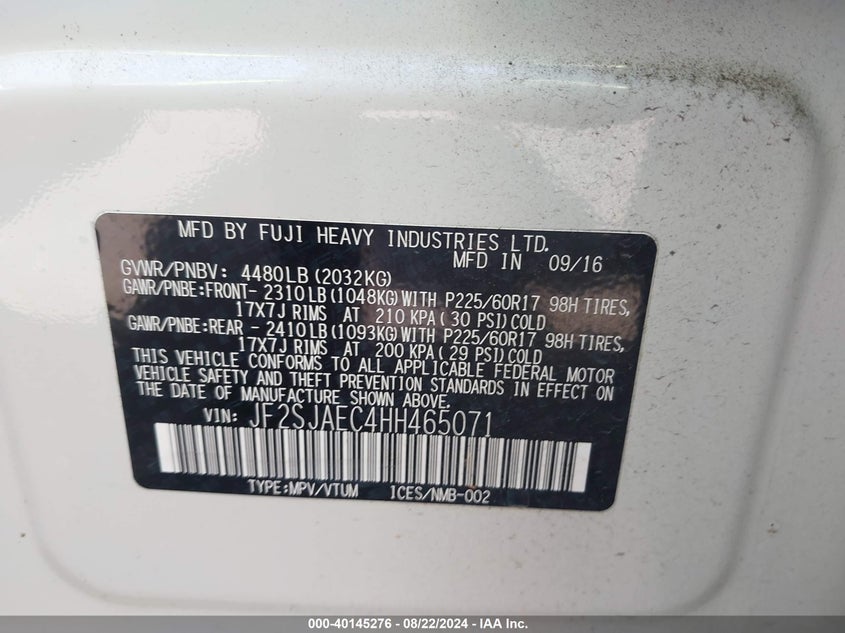 MFD BY FUJI HEAVY INDUSTRIES LTD.
MFD IN 09/16
GVWR/PNBV: 4480LB(2032KG)
GAWR/PNBE:FRONT- 2310LB(1048KG)WITH P225/60R17 98H TIRES,
17X7J RIMS AT 210 KPA(30 PSI)COLD
GAWR/PNBE:REAR - 2410LB(1093KG)WITH P225/60R17 98H TIRES,
17X7J RIMS AT 200 KPA(29 PSI)COLD
THIS VEHICLE CONFORMS TO ALL APPLICABLE FEDERAL MOTOR
VEHICLE SAFETY AND THEFT PREVENTION STANDARDS IN EFFECT ON
THE DATE OF MANUFACTURE SHOWN ABOVE.
VIN: JF2SJAEC4HH465071
TYPE:MPV/VTUM ICES/NMB-002
000-40145276 - 08/22/2024 - IAA Inc.